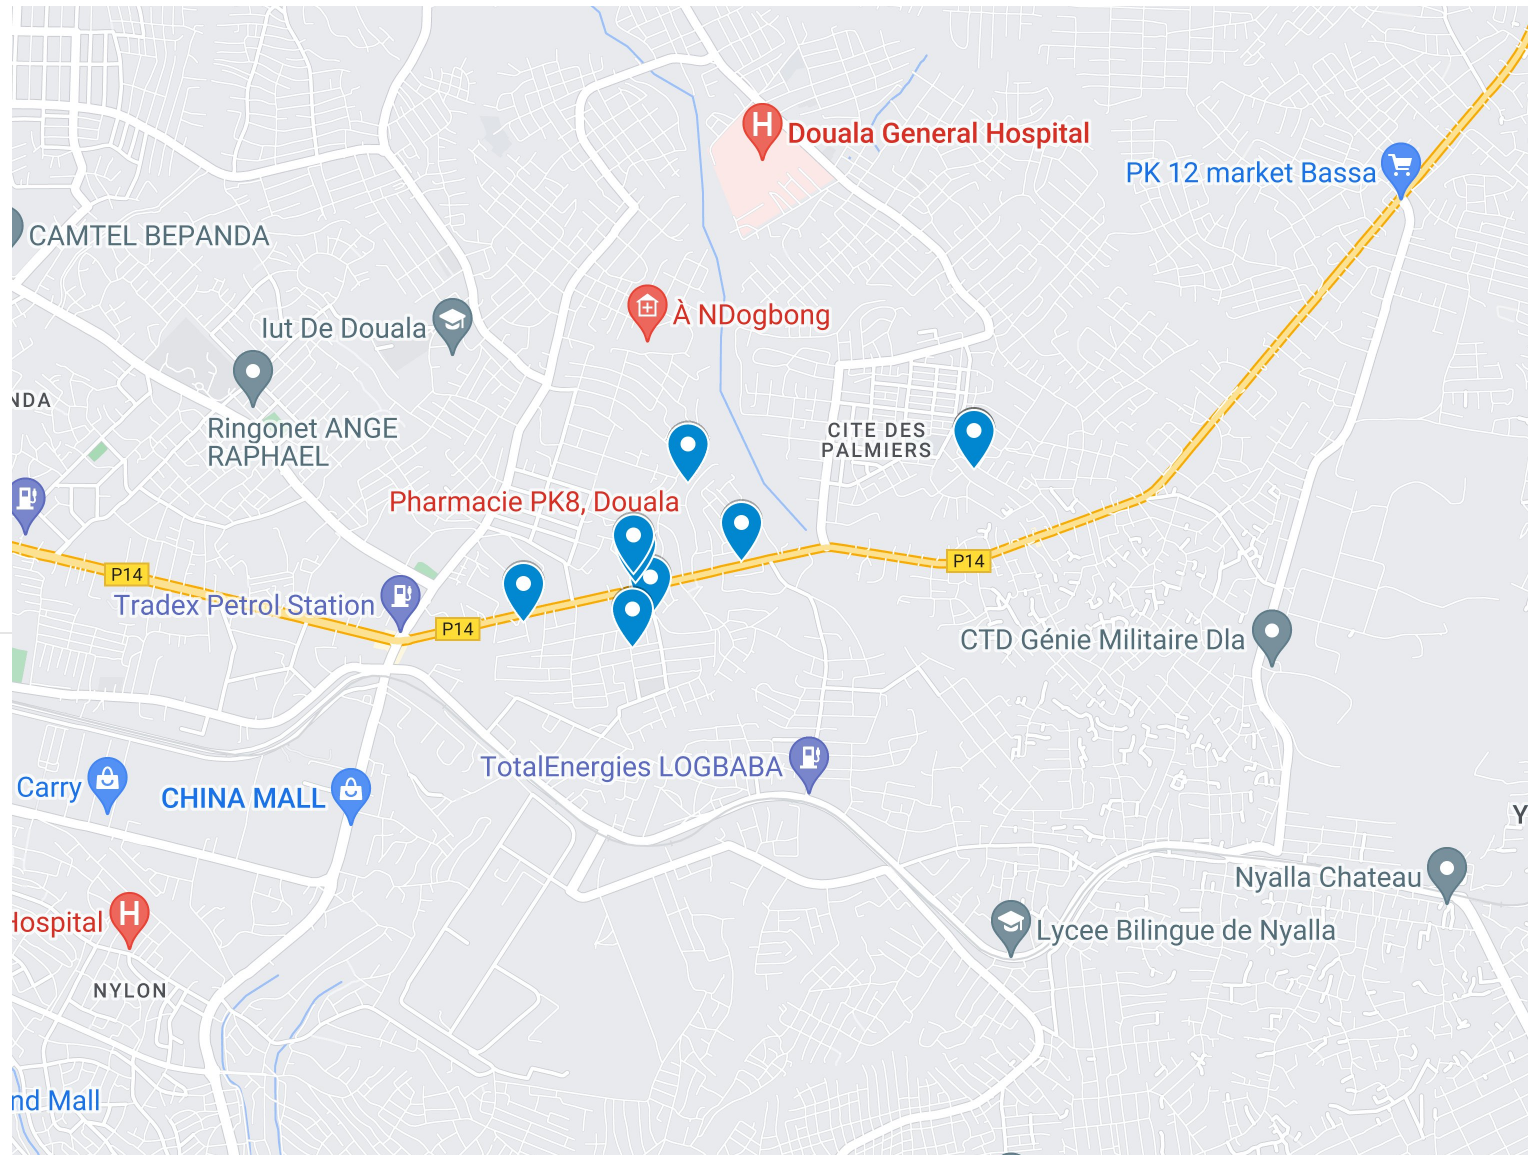 Douala General Hospital
PK 12 market Bassa
CAMTEL BEPANDA
À NDogbong
Iut De Douala
NDA
Ringonet ANGE
RAPHAEL
CITE DES
PALMIERS
Pharmacie PK8, Douala
P14
P14
Tradex Petrol Station
P14
CTD Génie Militaire Dla
TotalEnergies LOGBABA
Carry
CHINA MALL
Y
Nyalla Chateau
Hospital
Lycee Bilingue de Nyalla
NYLON
nd Mall